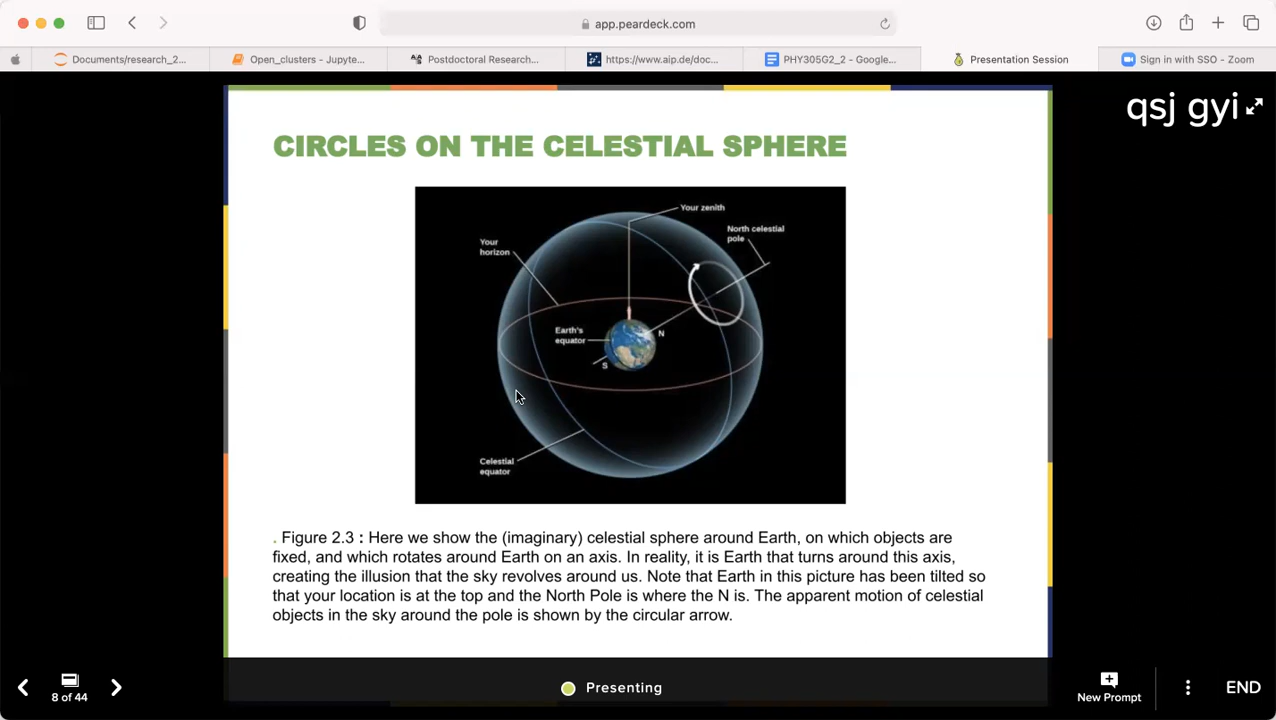 app.peardeck.com
Documents/research_2...
Open_clusters - Jupyte...
Postdoctoral Research...
https://www.aip.de/doc...
PHY305G2_2 - Google...
Presentation Session
Sign in with SSO - Zoom
qsj gyi
CIRCLES ON THE CELESTIAL SPHERE
Your zenith
North celestial
pole
Your
horizon
Earth's
equator
N
S
Celestial
equator
. Figure 2.3 : Here we show the (imaginary) celestial sphere around Earth, on which objects are
fixed, and which rotates around Earth on an axis. In reality, it is Earth that turns around this axis,
creating the illusion that the sky revolves around us. Note that Earth in this picture has been tilted so
that your location is at the top and the North Pole is where the N is. The apparent motion of celestial
objects in the sky around the pole is shown by the circular arrow.
8 of 44
Presenting
New Prompt
END